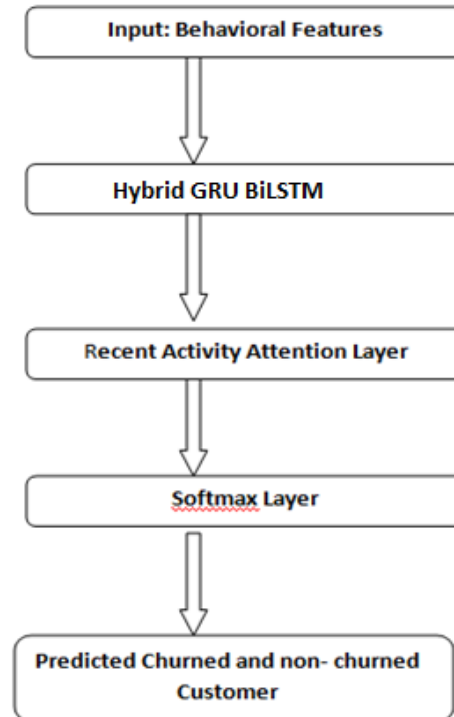 Input: Behavioral Features
Hybrid GRU BiLSTM
Recent Activity Attention Layer
Softmax Layer
Predicted Churned and non- churned
Customer